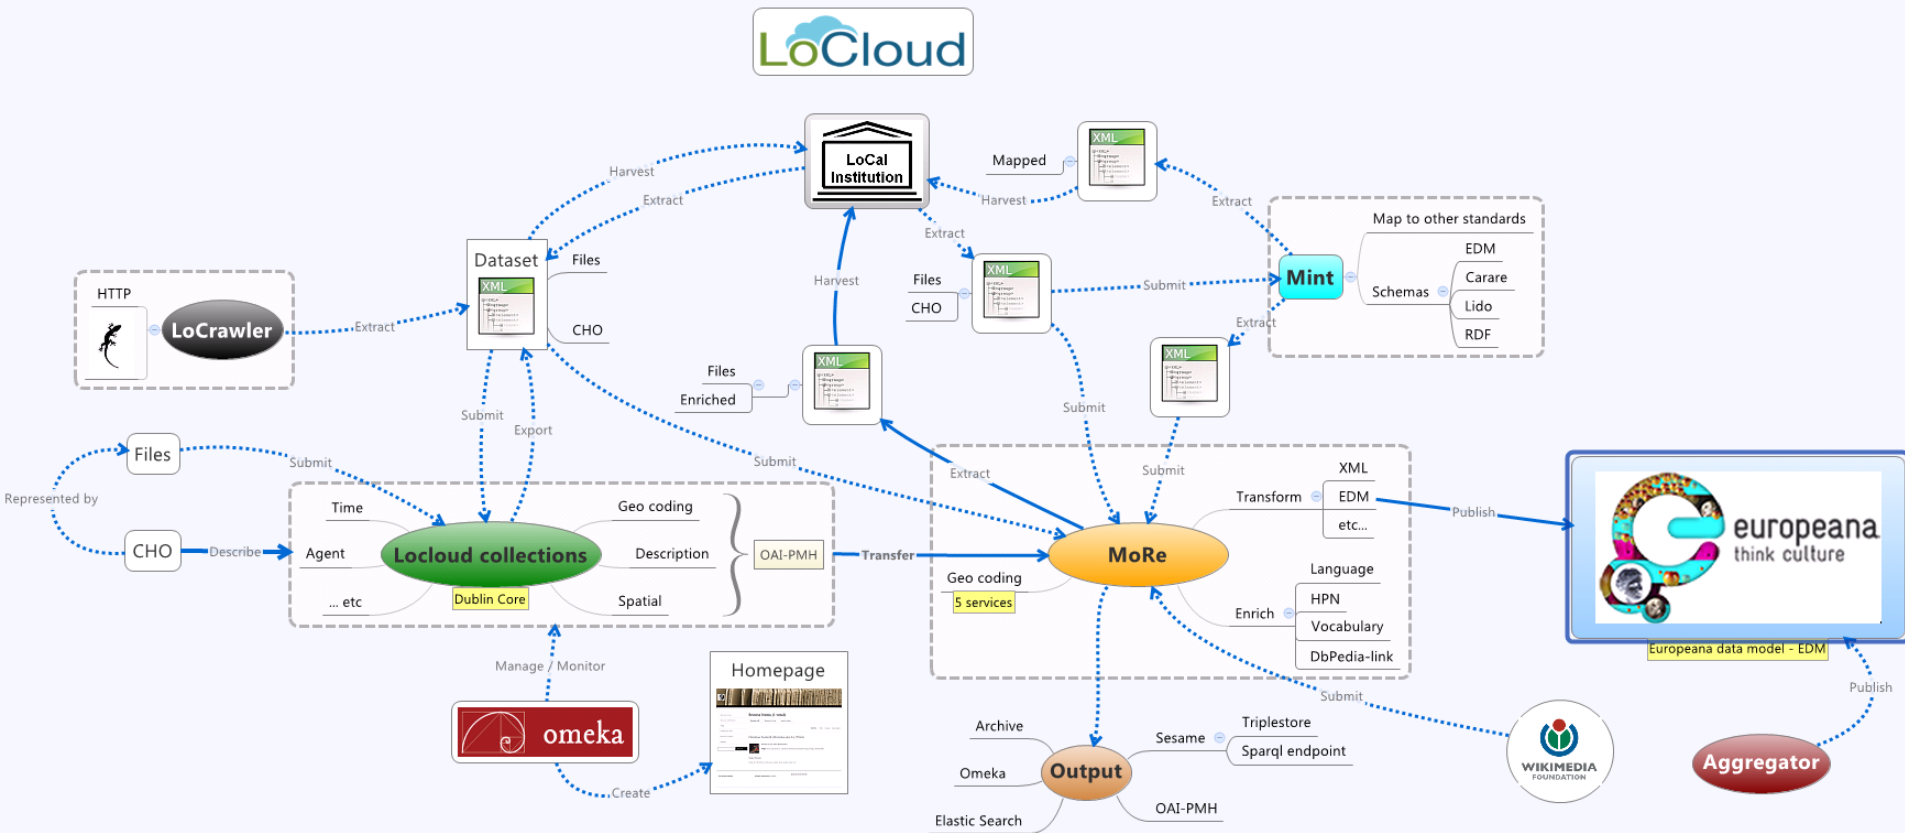 LoCloud
LoCal
Institution
XML
Mapped
Harvest
Extract
Harvest
Extract
Extract
Map to other standards
EDM
Carare
Lido
RDF
Schemas
Mint
Dataset
XML
Files
CHO
HTTP
LoCrawler
Extract
Harvest
Files
CHO
XML
Submit
Extract
XML
XML
Files
Enriched
Submit
Export
Submit
Submit
Submit
Extract
Files
Submit
Represented by
CHO
Describe
Time
Agent
... etc
Locloud collections
Dublin Core
Geo coding
Description
Spatial
OAI-PMH
Transfer
MoRe
Geo coding
5 services
Transform
XML
EDM
etc...
Enrich
Language
HPN
Vocabulary
DbPedia-link
Publish
europeana
think culture
Europeana data model - EDM
Manage / Monitor
omeka
Create
Homepage
Submit
Publish
WIKIMEDIA
FOUNDATION
Aggregator
Archive
Omeka
Elastic Search
Output
Sesame
Triplestore
Sparql endpoint
OAI-PMH